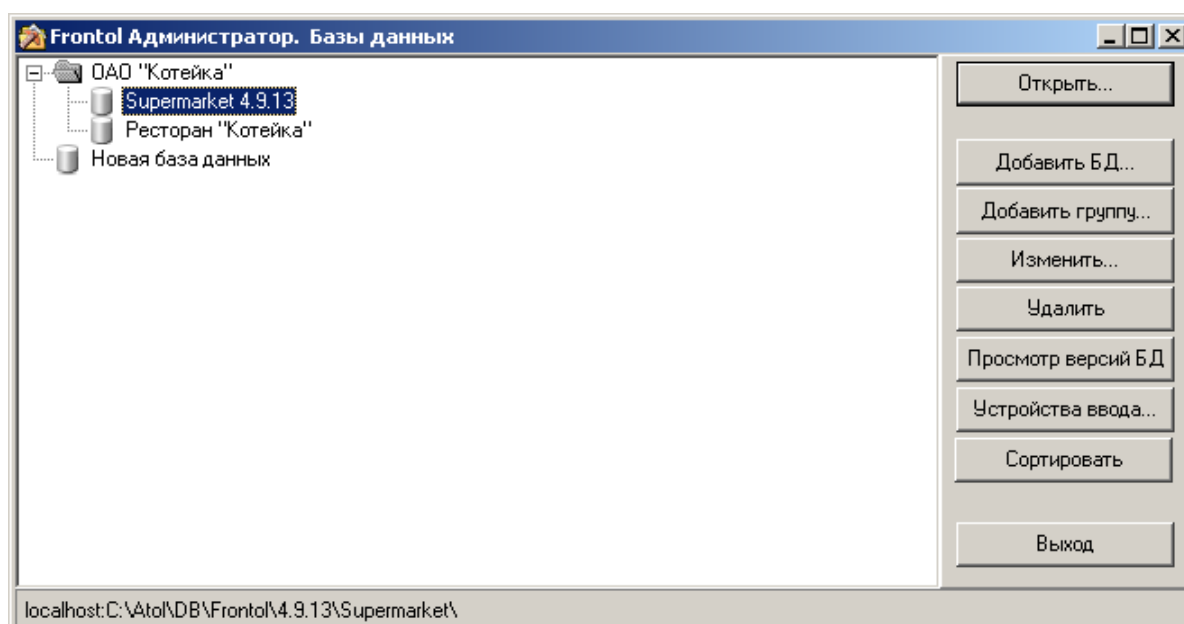 Frontol Администратор. Базы данных
ОАО "Котейка"
Supermarket 4.9.13
Ресторан "Котейка"
Новая база данных
Открыть...
Добавить БД...
Добавить группу...
Изменить...
Удалить
Просмотр версий БД
Устройства ввода...
Сортировать
Выход
localhost:C:\Atol\DB\Frontol\4.9.13\Supermarket\